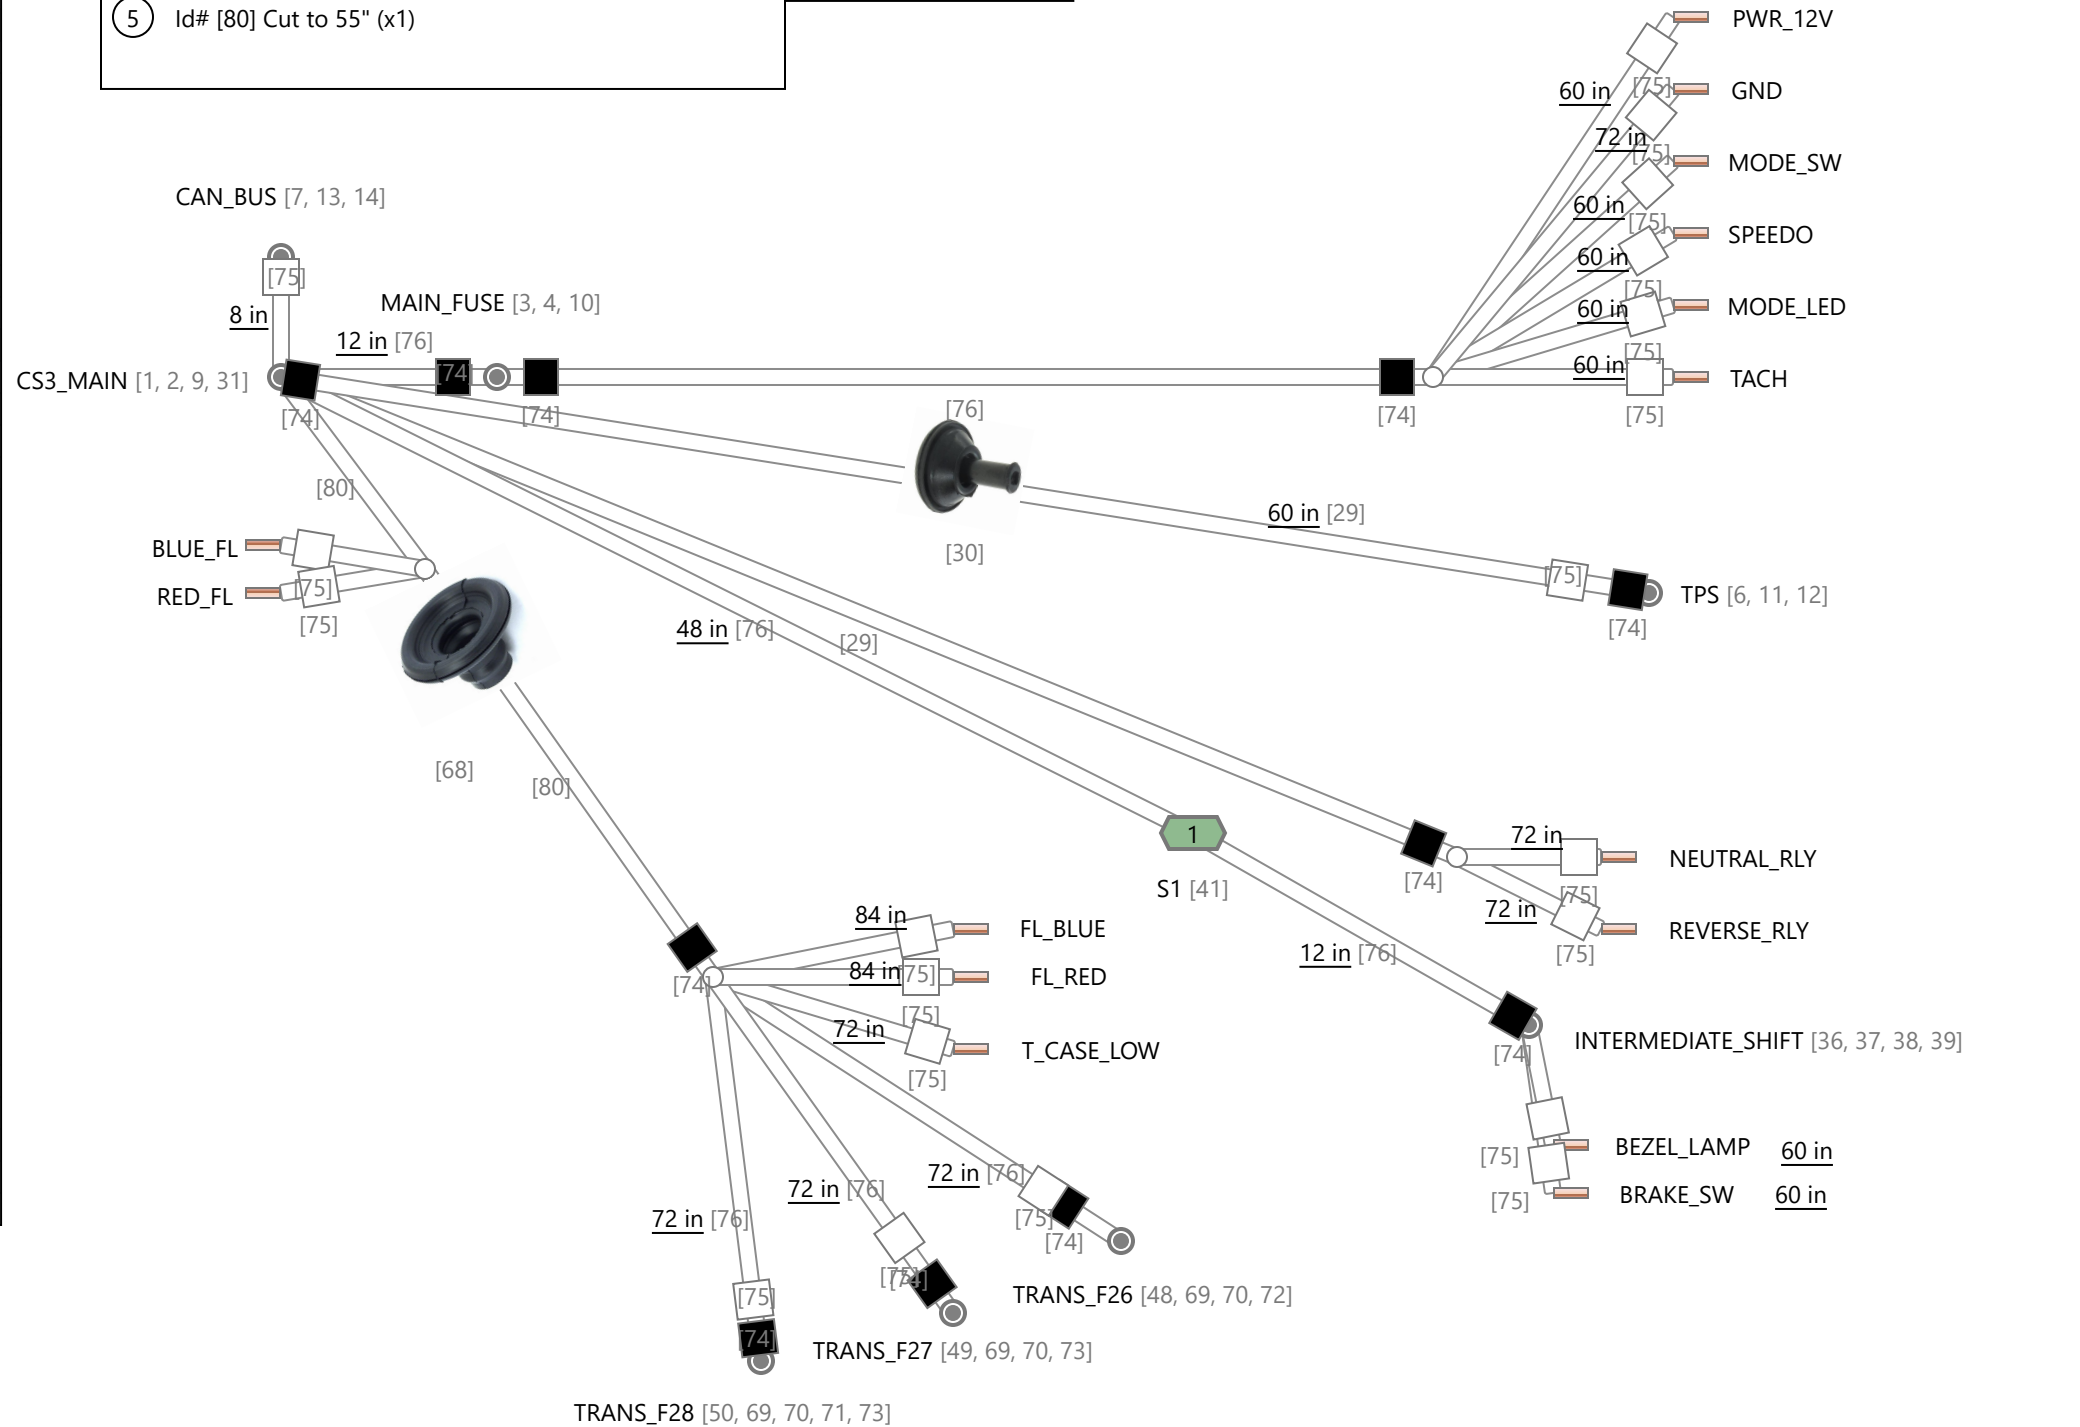 5 Id# [80] Cut to 55" (x1)
PWR_12V
60 in [75] GND
72 in
[75] MODE_SW
CAN_BUS [7, 13, 14]
60 in [75]
SPEEDO
60 in
[75]
[75]
8 in
MAIN_FUSE [3, 4, 10]
60 in MODE_LED
12 in [76]
[75]
CS3_MAIN [1, 2, 9, 31]
[74]
60 in TACH
[74] [74] [76] [74] [75]
[80]
60 in [29]
BLUE_FL
[30]
[75]
RED_FL [75]
TPS [6, 11, 12]
[75]
48 in [76] [29]
[74]
[68] [80]
1
72 in NEUTRAL_RLY
S1 [41] [74] [75]
84 in 72 in
FL_BLUE REVERSE_RLY
12 in [76] [75]
84 in [75] FL_RED
[74]
[75]
72 in
INTERMEDIATE_SHIFT [36, 37, 38, 39]
T_CASE_LOW [74]
[75]
[75] BEZEL_LAMP 60 in
72 in [76]
72 in [76]
[75] BRAKE_SW 60 in
72 in [76] [75]
[74]
[75] [74]
[75]
TRANS_F26 [48, 69, 70, 72]
[74]
TRANS_F27 [49, 69, 70, 73]
TRANS_F28 [50, 69, 70, 71, 73]